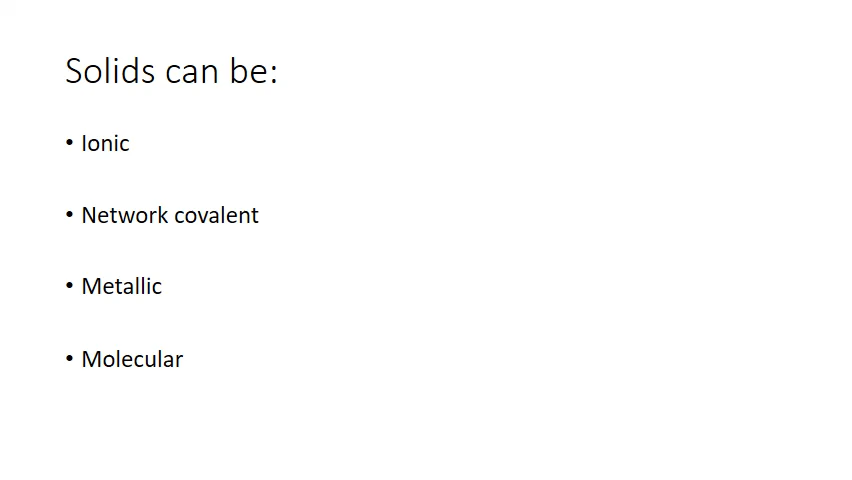 Solids can be:
• Ionic
• Network covalent
• Metallic
• Molecular